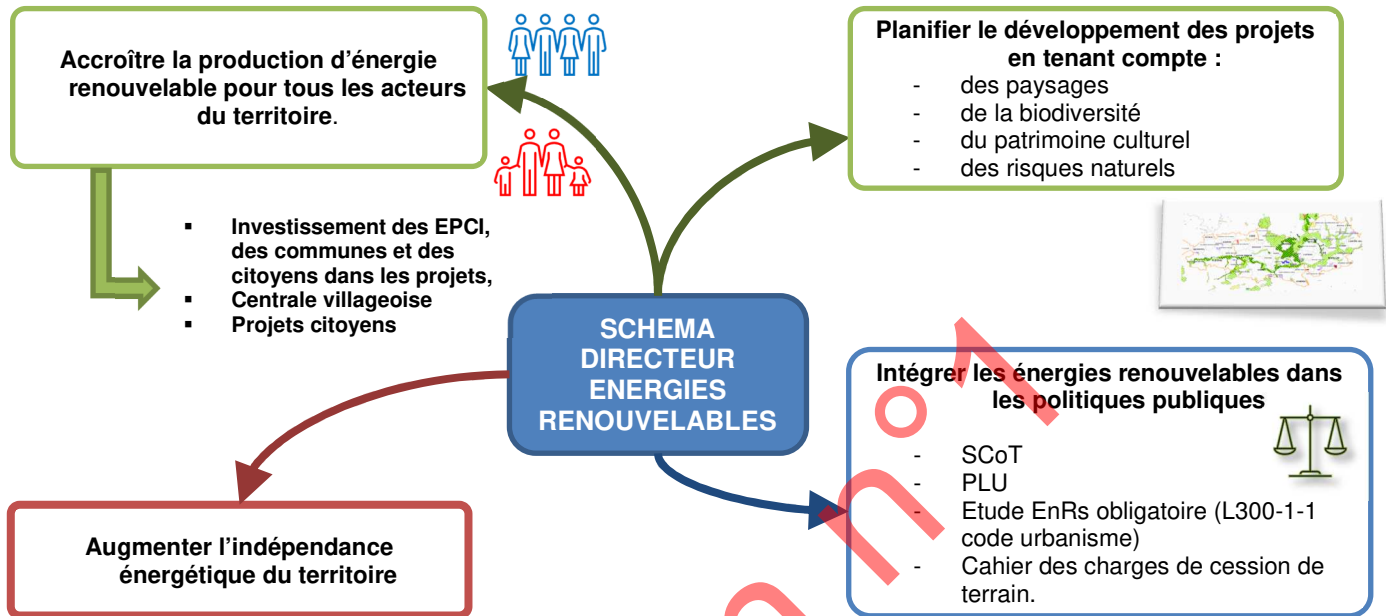 Accroître la production d'énergie
renouvelable pour tous les acteurs
du territoire.
Planifier le développement des projets
en tenant compte :
- des paysages
- de la biodiversité
- du patrimoine culturel
- des risques naturels
▪ Investissement des EPCI,
des communes et des
citoyens dans les projets,
▪ Centrale villageoise
▪ Projets citoyens
SCHEMA
DIRECTEUR
ENERGIES
RENOUVELABLES
Intégrer les énergies renouvelables dans
les politiques publiques
- SCoT
- PLU
- Etude EnRs obligatoire (L300-1-1
code urbanisme)
- Cahier des charges de cession de
terrain.
Augmenter l'indépendance
énergétique du territoire